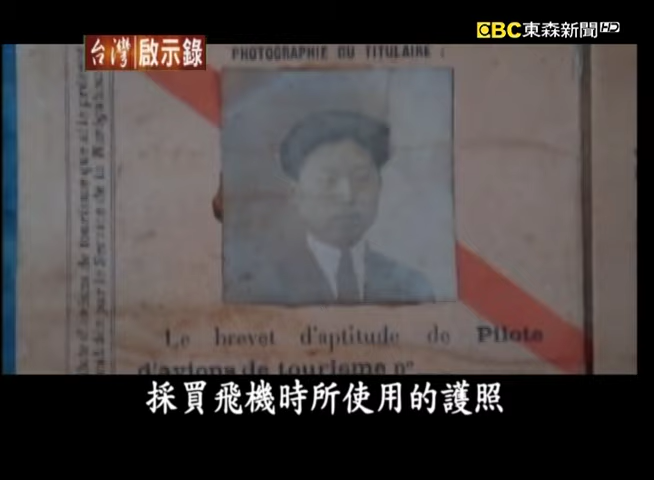 EBC東森新聞HD
台灣啟示錄
PHOTOGRAPHIE DU TITULAIRE :
Le brevet d'aptitude de Pilote
d'avions de tourisme nº
採買飛機時所使用的護照